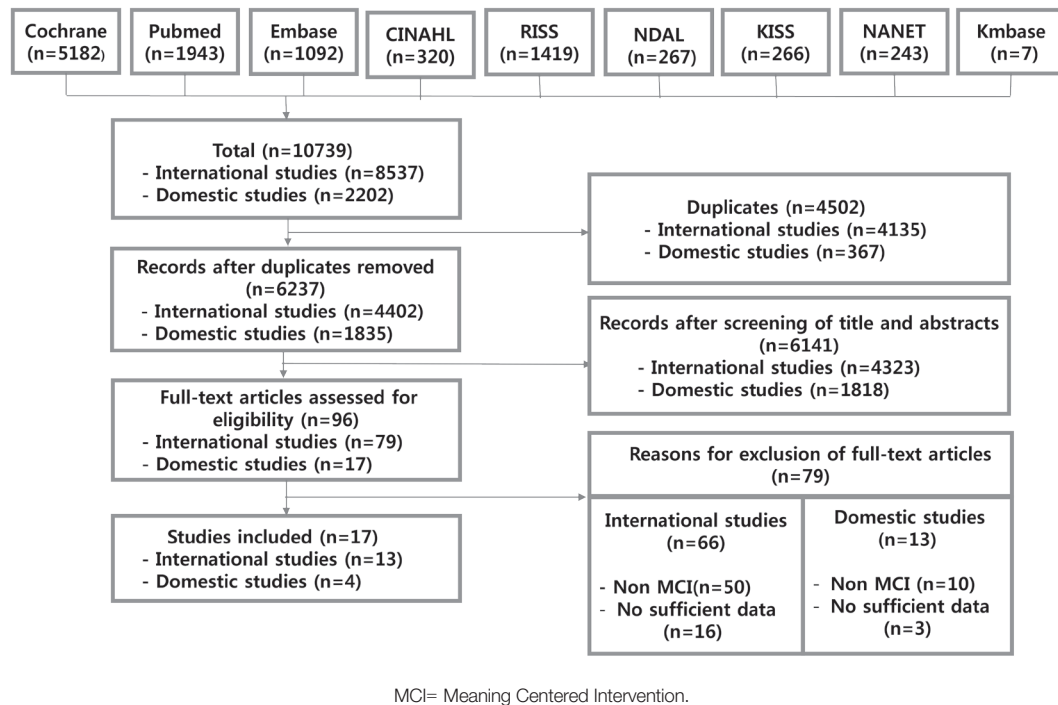 Cochrane
(n=5182)
Pubmed
(n=1943)
Embase
(n=1092)
CINAHL
(n=320)
RISS
(n=1419)
NDAL
(n=267)
KISS
(n=266)
NANET
(n=243)
Kmbase
(n=7)
Total (n=10739)
- International studies (n=8537)
- Domestic studies (n=2202)
Duplicates (n=4502)
- International studies (n=4135)
- Domestic studies (n=367)
Records after duplicates removed
(n=6237)
- International studies (n=4402)
- Domestic studies (n=1835)
Records after screening of title and abstracts
(n=6141)
- International studies (n=4323)
- Domestic studies (n=1818)
Full-text articles assessed for
eligibility (n=96)
- International studies (n=79)
- Domestic studies (n=17)
Reasons for exclusion of full-text articles
(n=79)
International studies
(n=66)
- Non MCI(n=50)
- No sufficient data
(n=16)
Domestic studies
(n=13)
- Non MCI (n=10)
- No sufficient data
(n=3)
Studies included (n=17)
- International studies (n=13)
- Domestic studies (n=4)
MCI= Meaning Centered Intervention.